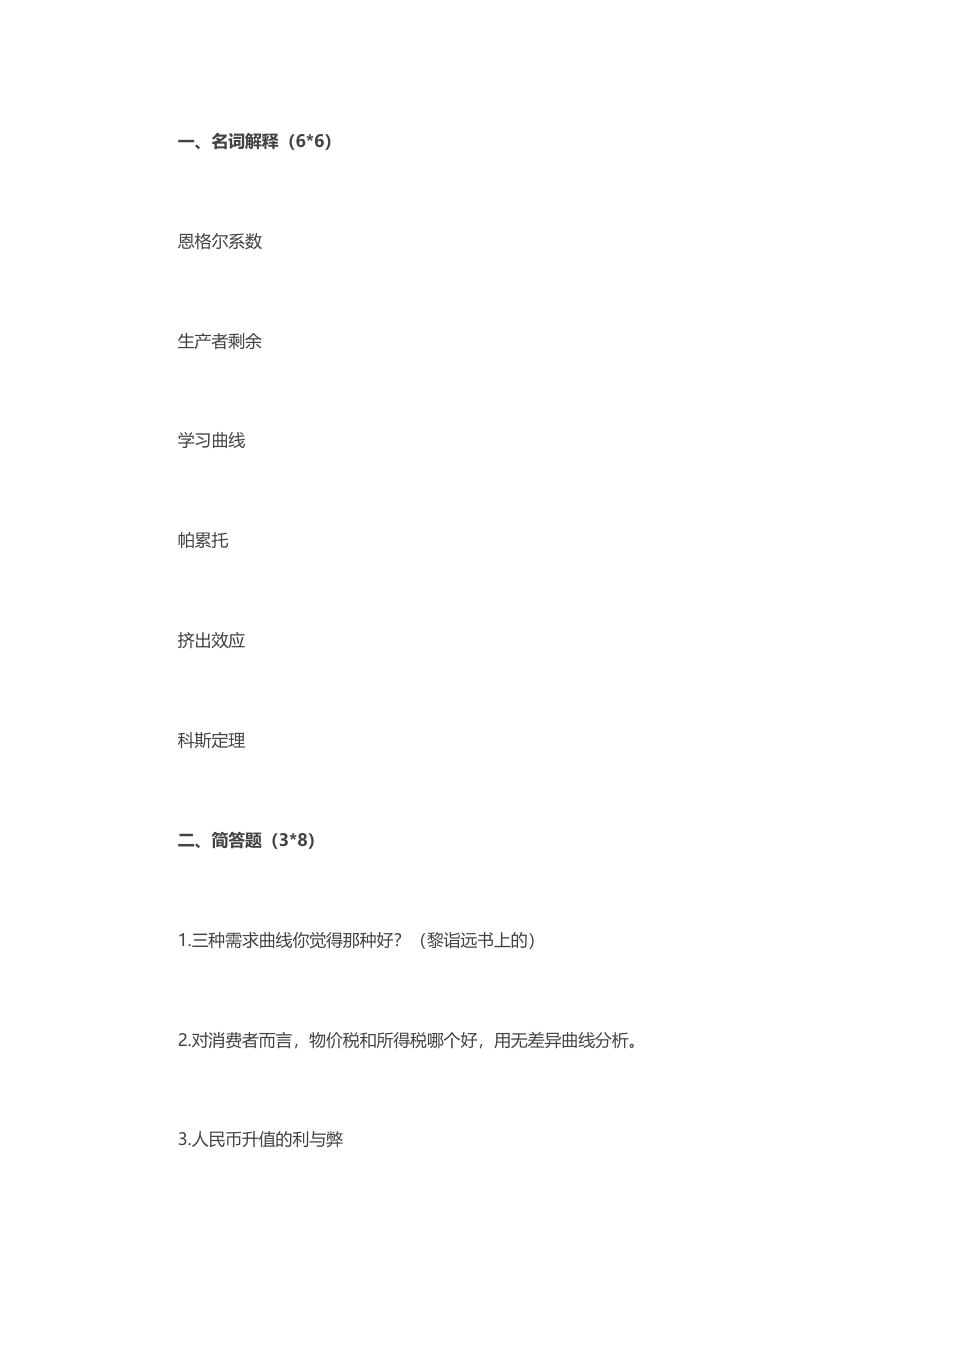 一、名词解释（6*6）
恩格尔系数
生产者剩余
学习曲线
帕累托
挤出效应
科斯定理
二、简答题（3*8）
1.三种需求曲线你觉得那种好？（黎诣远书上的）
2.对消费者而言，物价税和所得税哪个好，用无差异曲线分析。
3.人民币升值的利与弊